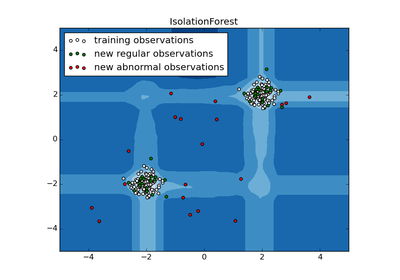 IsolationForest
training observations
new regular observations
new abnormal observations
4
2
0
−2
−4
−4
−2
0
2
4